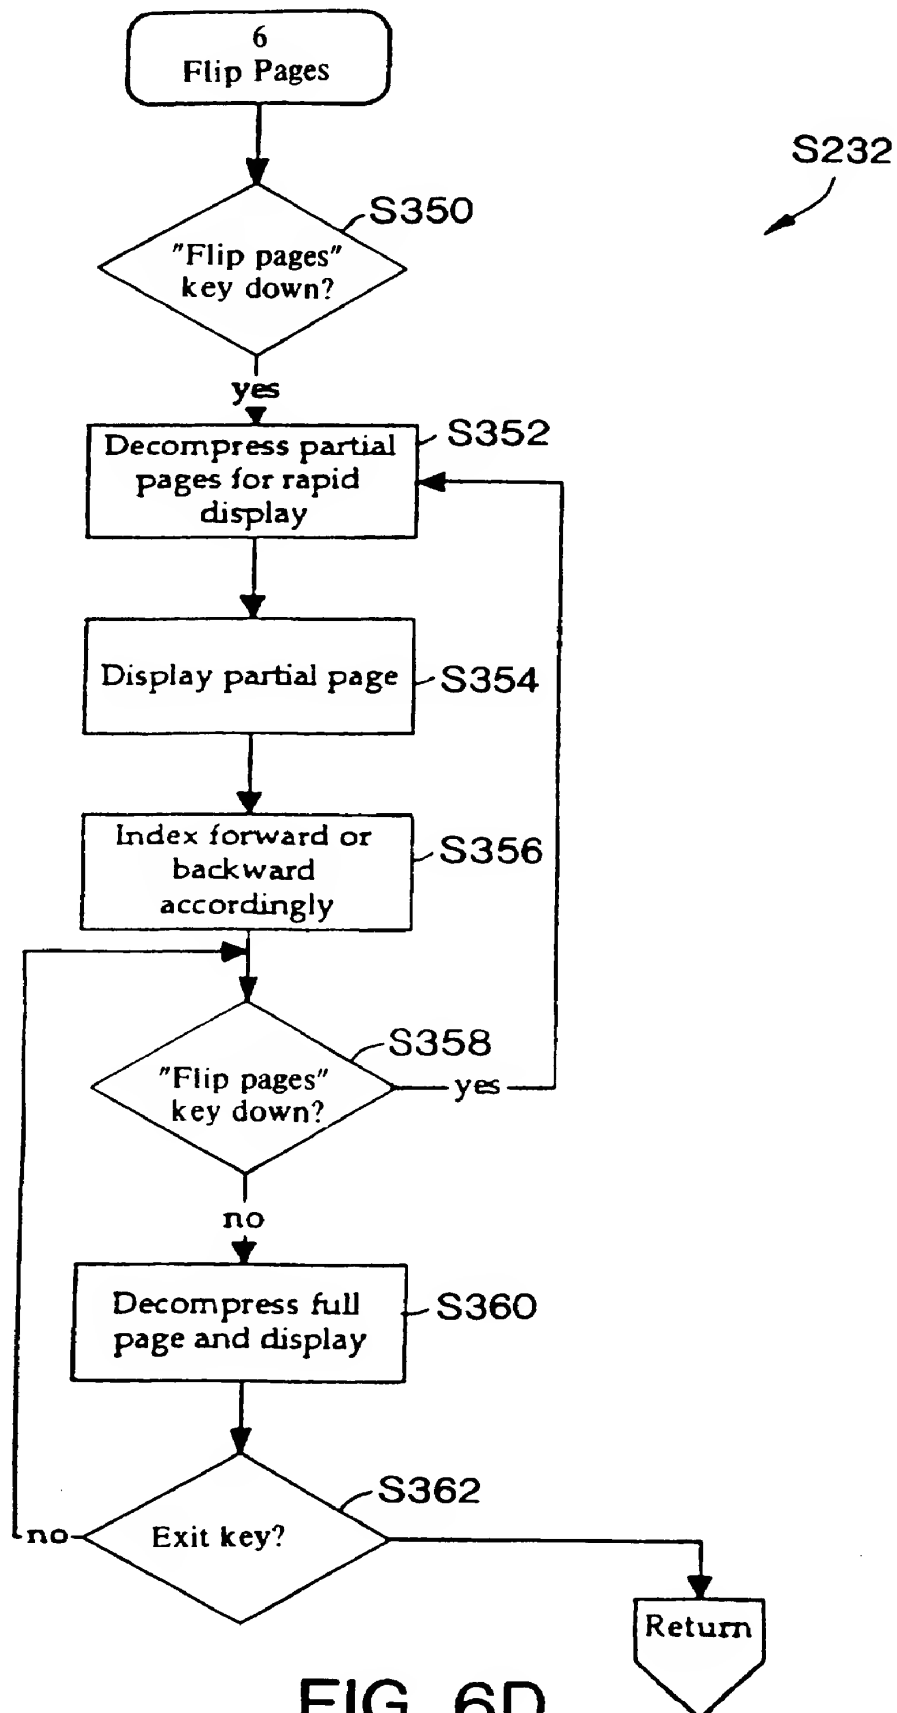 6
Flip Pages
S232
S350
"Flip pages"
key down?
yes
S352
Decompress partial
pages for rapid
display
Display partial page
S354
Index forward or
backward
accordingly
S356
S358
"Flip pages"
key down?
yes
no
Decompress full
page and display
S360
S362
Exit key?
no
Return
FIG. 6D